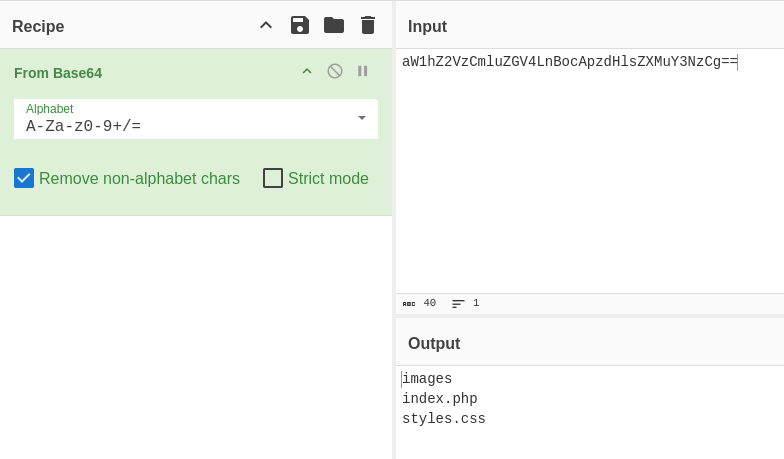 Recipe
From Base64
Alphabet
A-Za-z0-9+/=
Remove non-alphabet chars
Strict mode
Input
aW1hZ2VzCmluZGV4LnBocApzdHlsZXMuY3NzCg==
ABC 40 1
Output
images
index.php
styles.css